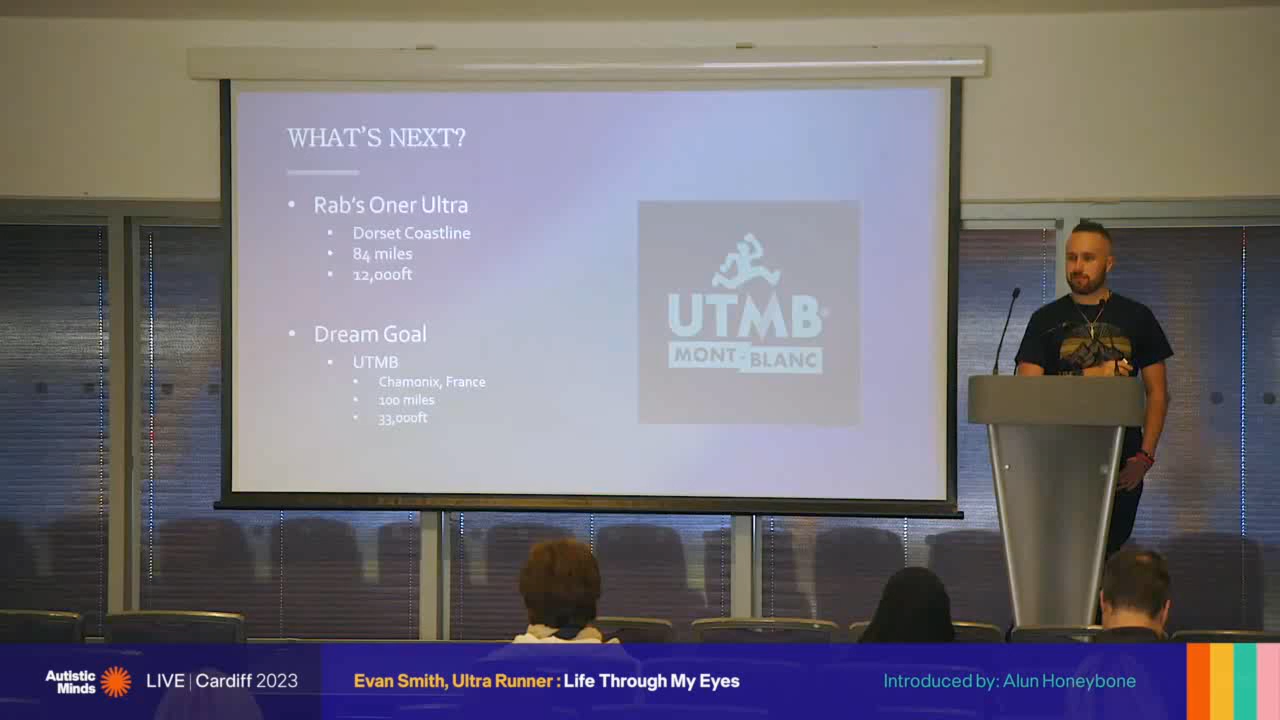 WHAT'S NEXT?
• Rab's Oner Ultra
• Dorset Coastline
• 84 miles
• 12,000ft
• Dream Goal
• UTMB
• Chamonix, France
• 100 miles
• 33,000ft
UTMB®
MONT-BLANC
Autistic
Minds
LIVE | Cardiff 2023
Evan Smith, Ultra Runner : Life Through My Eyes
Introduced by: Alun Honeybone